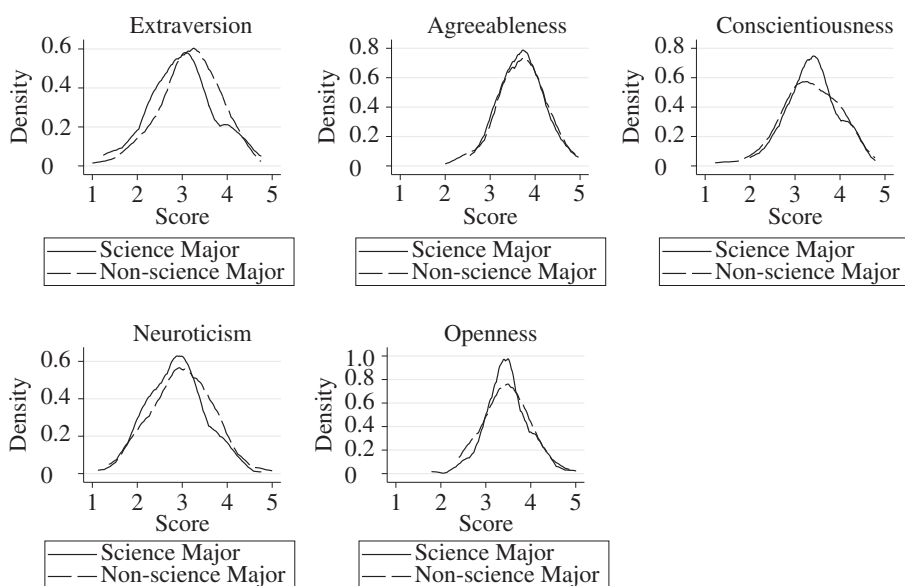 Extraversion
Agreeableness
Conscientiousness
Density
0.6
0.4
0.2
0
1 2 3 4 5
Score
Density
0.8
0.6
0.4
0.2
0
1 2 3 4 5
Score
Density
0.8
0.6
0.4
0.2
0
1 2 3 4 5
Score
Science Major
Non-science Major
Science Major
Non-science Major
Science Major
Non-science Major
Neuroticism
Openness
Density
0.6
0.4
0.2
0
1 2 3 4 5
Score
Density
1.0
0.8
0.6
0.4
0.2
0
1 2 3 4 5
Score
Science Major
Non-science Major
Science Major
Non-science Major